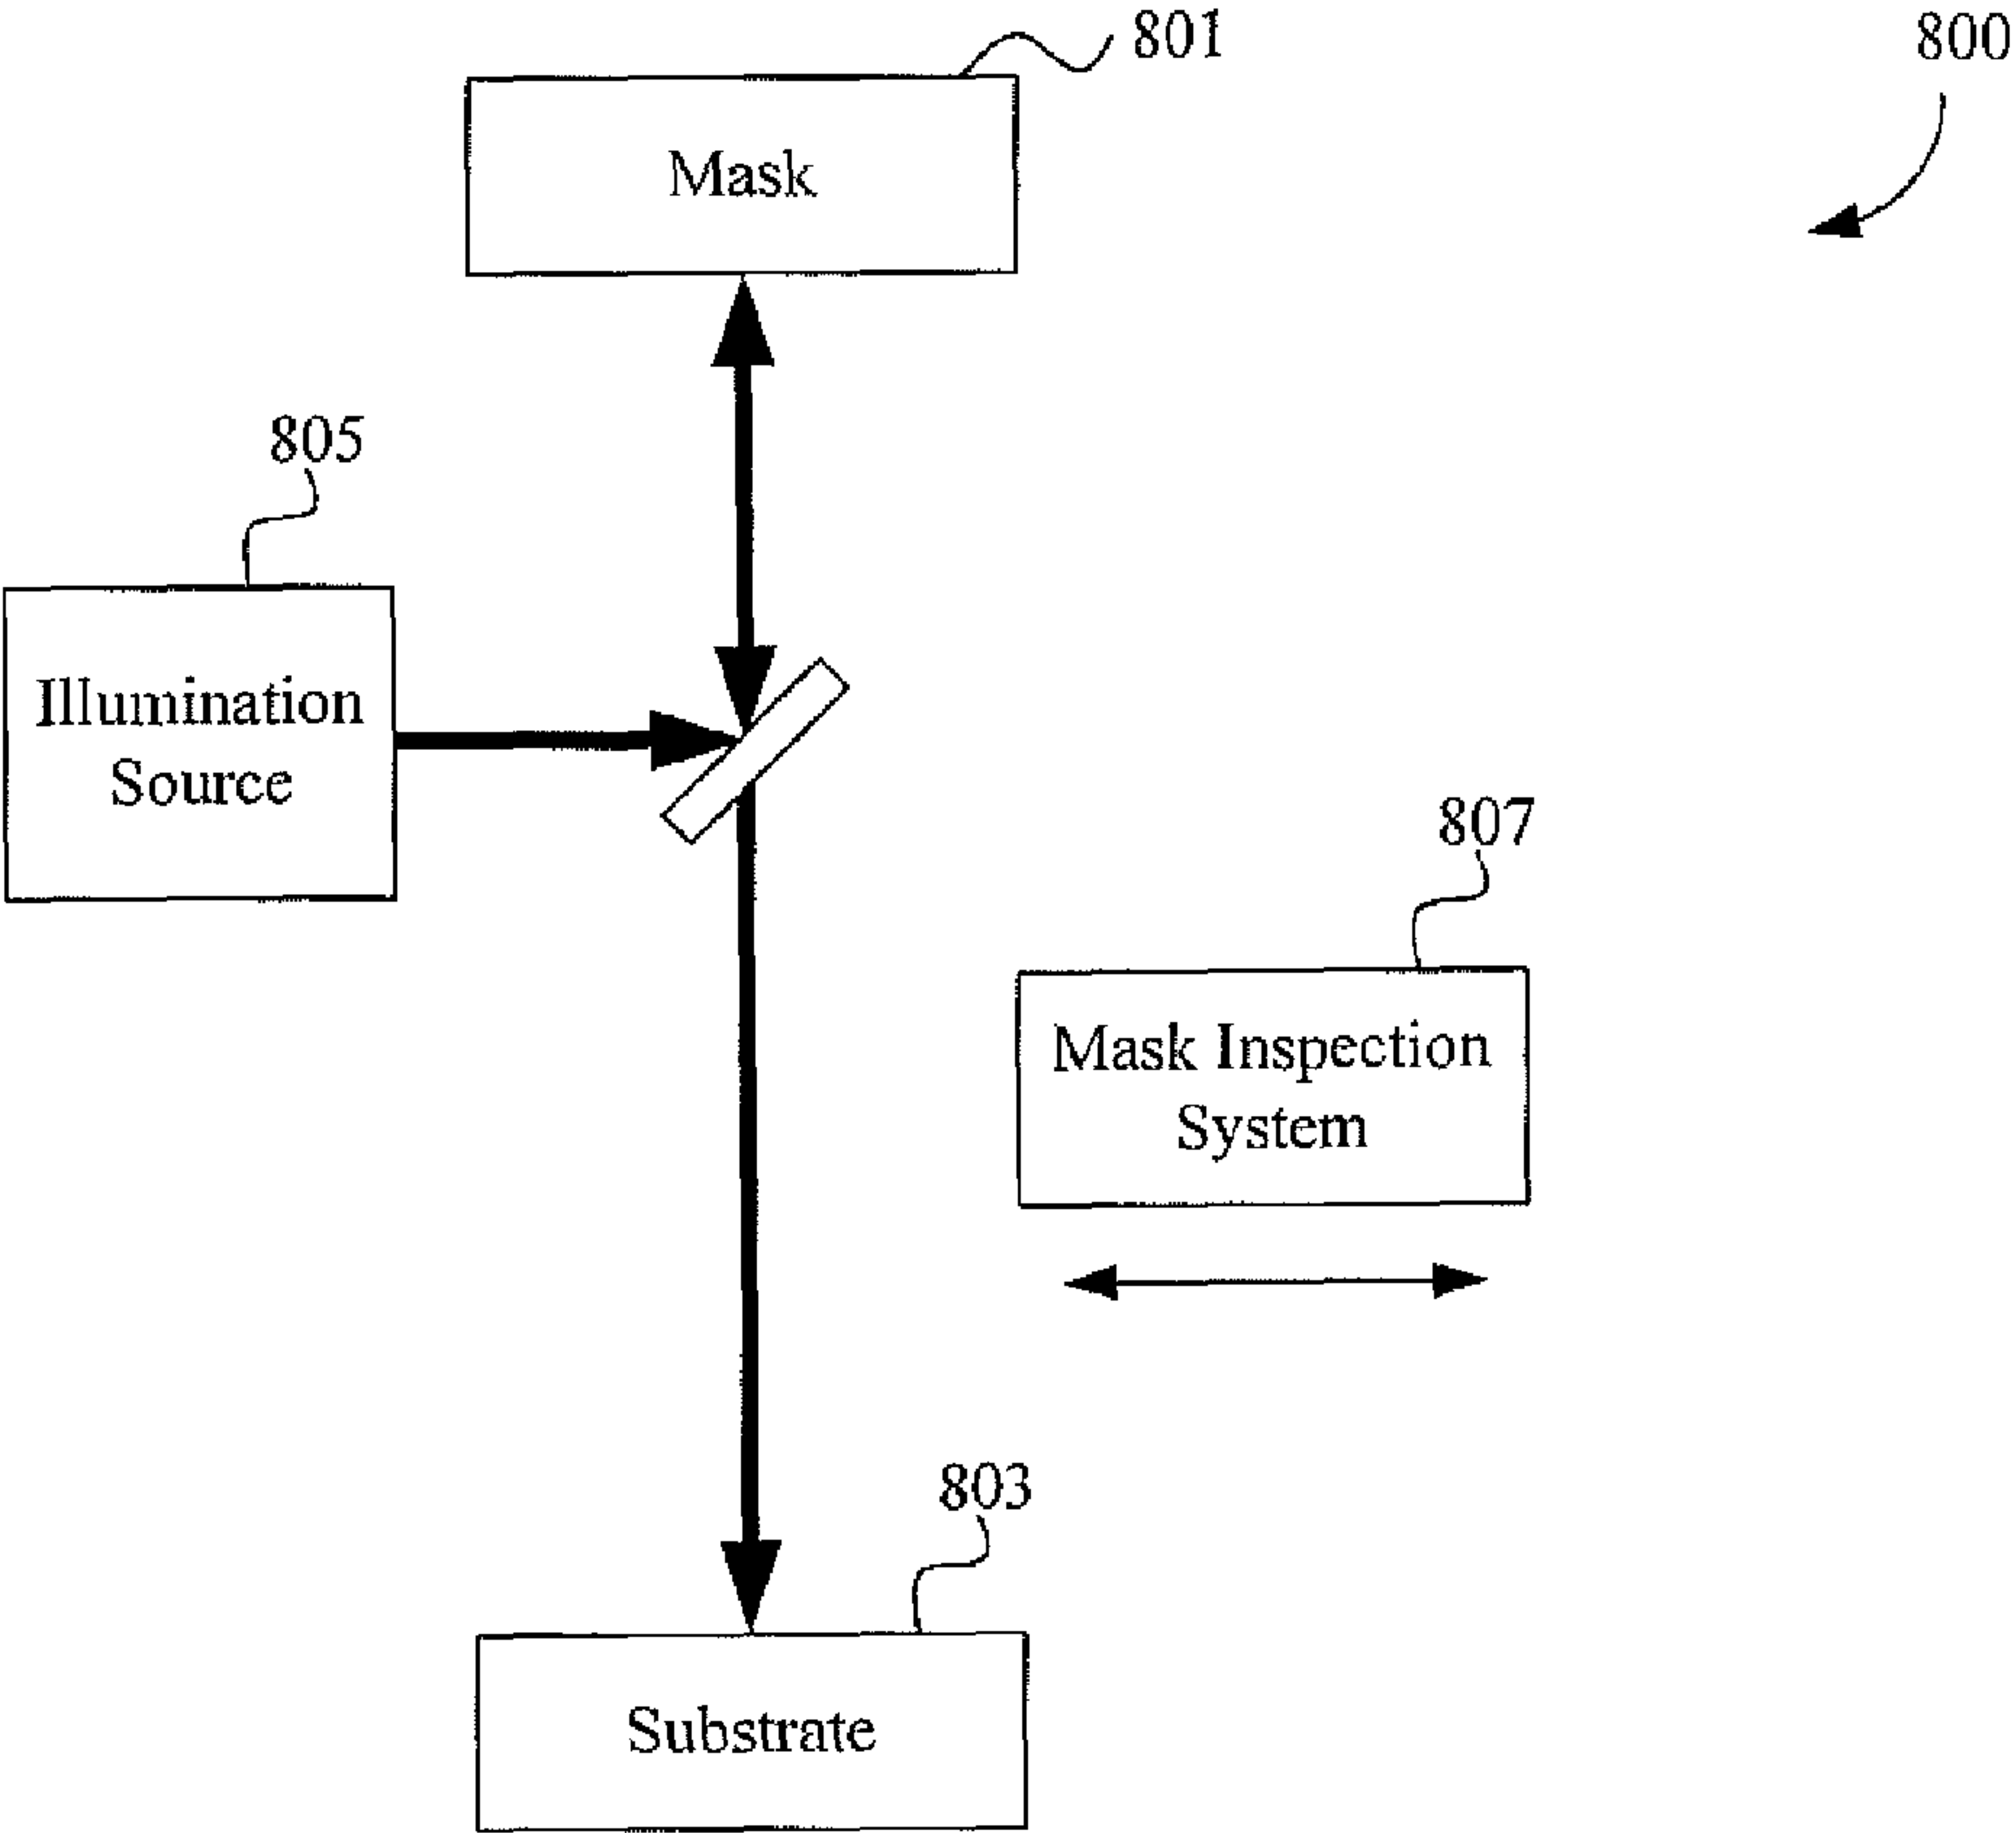 801
800
Mask
805
Illumination
Source
807
Mask Inspection
System
803
Substrate